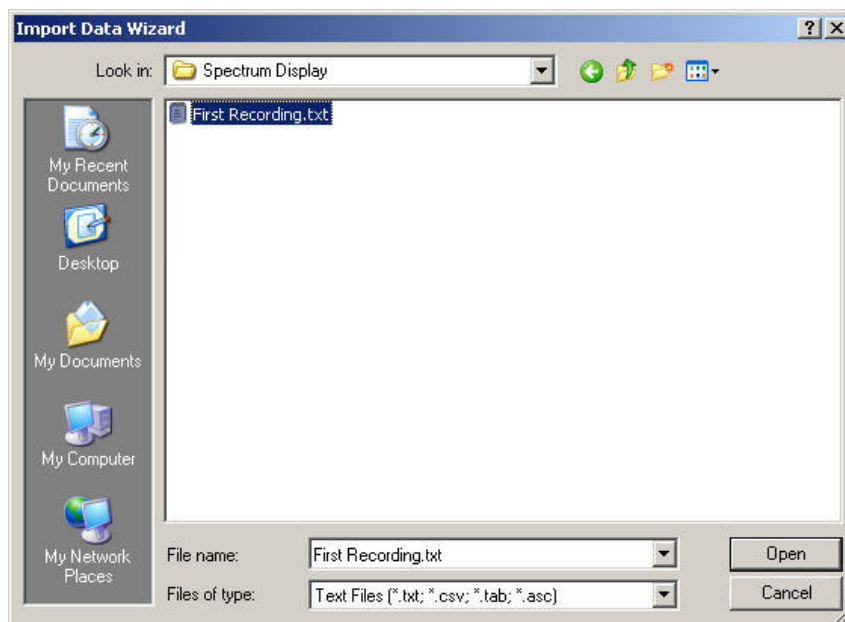 Import Data Wizard
Look in:
Spectrum Display
First Recording.txt
My Recent
Documents
Desktop
My Documents
My Computer
My Network
Places
File name:
First Recording.txt
Open
Files of type:
Text Files (*.txt; *.csv; *.tab; *.asc)
Cancel